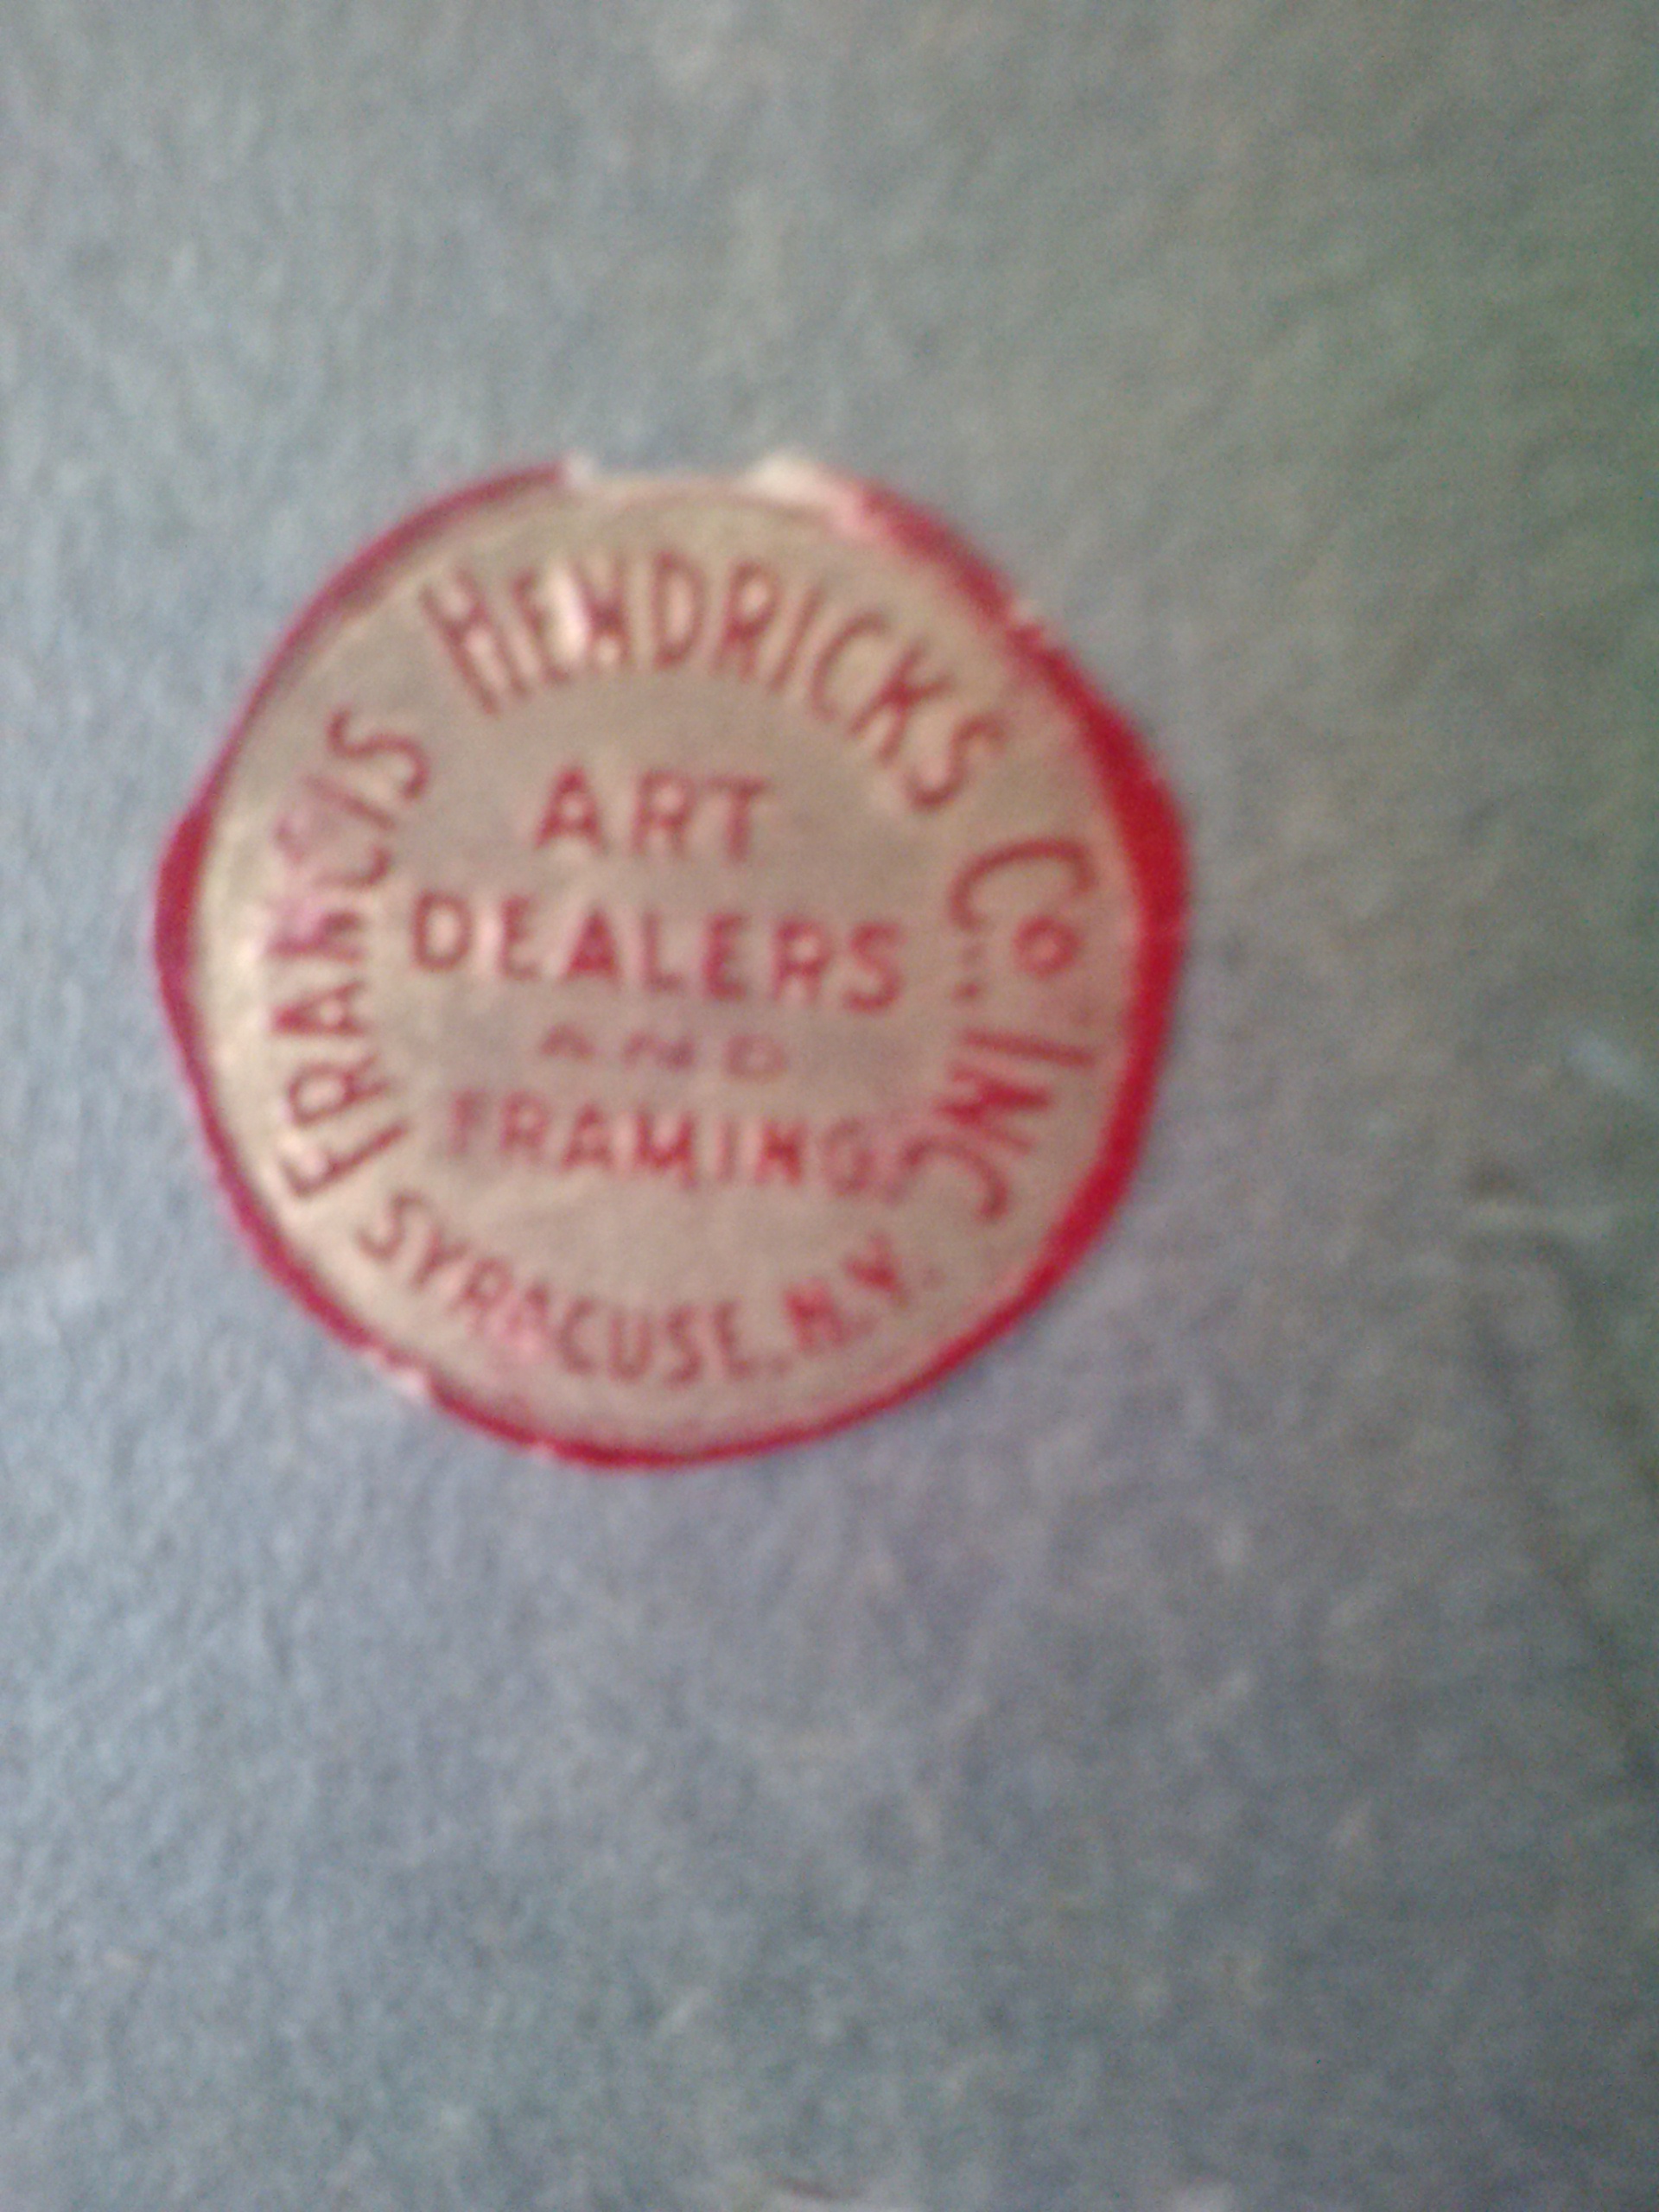 FRANCIS HENDRICKS Co., INC
ART
DEALERS
AND
FRAMING
SYRACUSE, N.Y.